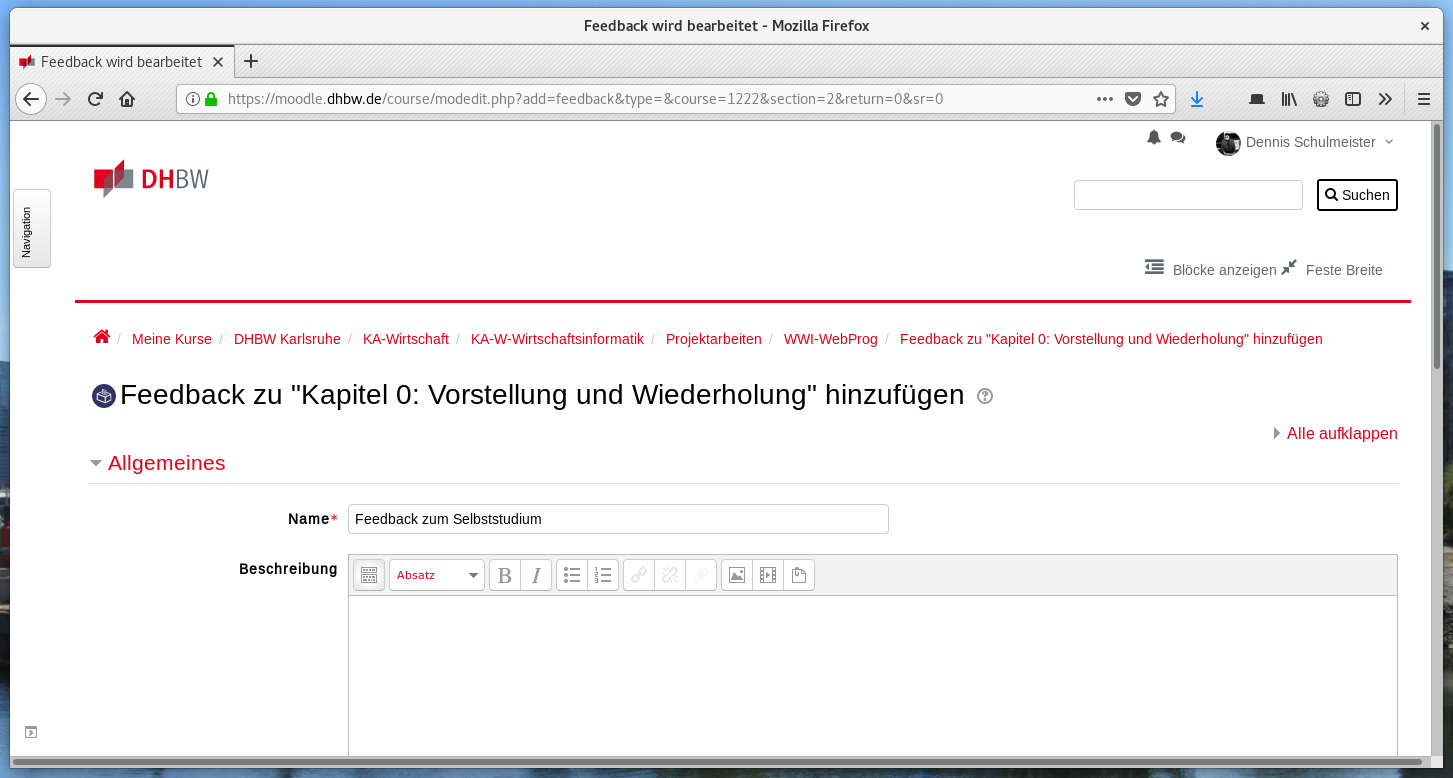 Feedback wird bearbeitet - Mozilla Firefox
Feedback wird bearbeitet
https://moodle.dhbw.de/course/modedit.php?add=feedback&type=&course=1222&section=2&return=0&sr=0
Dennis Schulmeister
DHBW
Suchen
Navigation
Blöcke anzeigen Feste Breite
/ Meine Kurse / DHBW Karlsruhe / KA-Wirtschaft / KA-W-Wirtschaftsinformatik / Projektarbeiten / WWI-WebProg / Feedback zu "Kapitel 0: Vorstellung und Wiederholung" hinzufügen
Feedback zu "Kapitel 0: Vorstellung und Wiederholung" hinzufügen
Alle aufklappen
Allgemeines
Name* Feedback zum Selbststudium
Beschreibung
Absatz B I